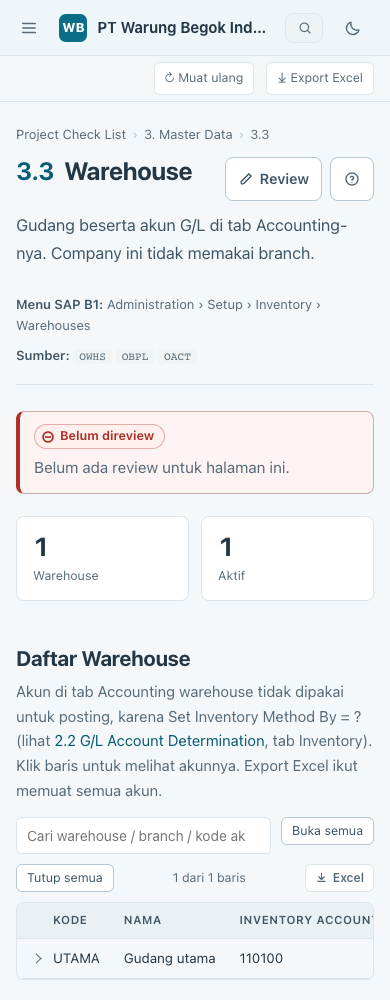 WB PT Warung Begok Ind...
Muat ulang Export Excel
Project Check List › 3. Master Data › 3.3
3.3 Warehouse Review
Gudang beserta akun G/L di tab Accounting-
nya. Company ini tidak memakai branch.
Menu SAP B1: Administration › Setup › Inventory ›
Warehouses
Sumber: OWHS OBPL OACT
Belum direview
Belum ada review untuk halaman ini.
1 1
Warehouse Aktif
Daftar Warehouse
Akun di tab Accounting warehouse tidak dipakai
untuk posting, karena Set Inventory Method By = ?
(lihat 2.2 G/L Account Determination, tab Inventory).
Klik baris untuk melihat akunnya. Export Excel ikut
memuat semua akun.
Cari warehouse / branch / kode ak Buka semua
Tutup semua 1 dari 1 baris Excel
KODE NAMA INVENTORY ACCOUNT
UTAMA Gudang utama 110100